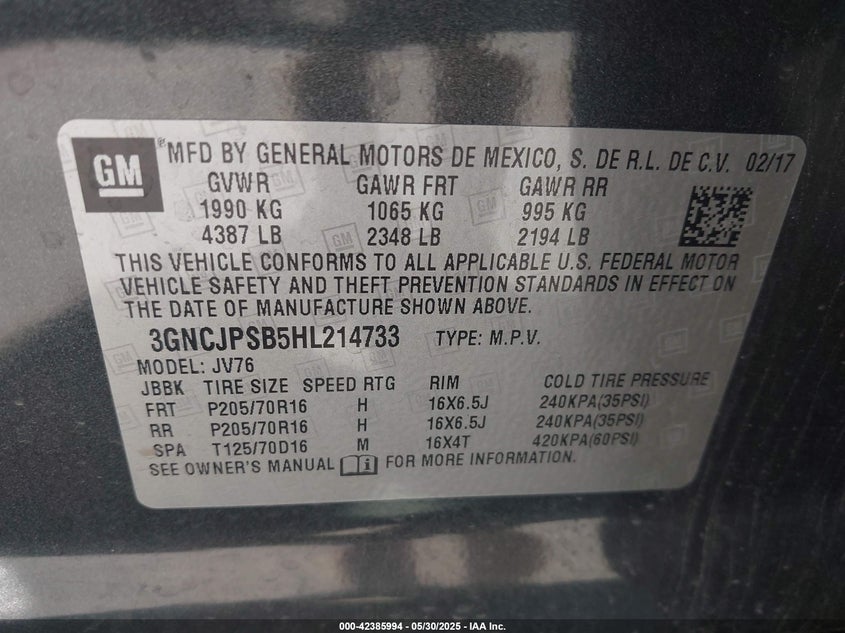 GM ® MFD BY GENERAL MOTORS DE MEXICO, S. DE R.L. DE C.V. 02/17
GVWR GAWR FRT GAWR RR
1990 KG 1065 KG 995 KG
4387 LB 2348 LB 2194 LB
THIS VEHICLE CONFORMS TO ALL APPLICABLE U.S. FEDERAL MOTOR
VEHICLE SAFETY AND THEFT PREVENTION STANDARDS IN EFFECT ON
THE DATE OF MANUFACTURE SHOWN ABOVE.
3GNCJPSB5HL214733 TYPE: M.P.V.
MODEL: JV76
JBBK TIRE SIZE SPEED RTG RIM COLD TIRE PRESSURE
FRT P205/70R16 H 16X6.5J 240KPA(35PSI)
RR P205/70R16 H 16X6.5J 240KPA(35PSI)
SPA T125/70D16 M 16X4T 420KPA(60PSI)
SEE OWNER'S MANUAL FOR MORE INFORMATION.
000-42385994 - 05/30/2025 - IAA Inc.